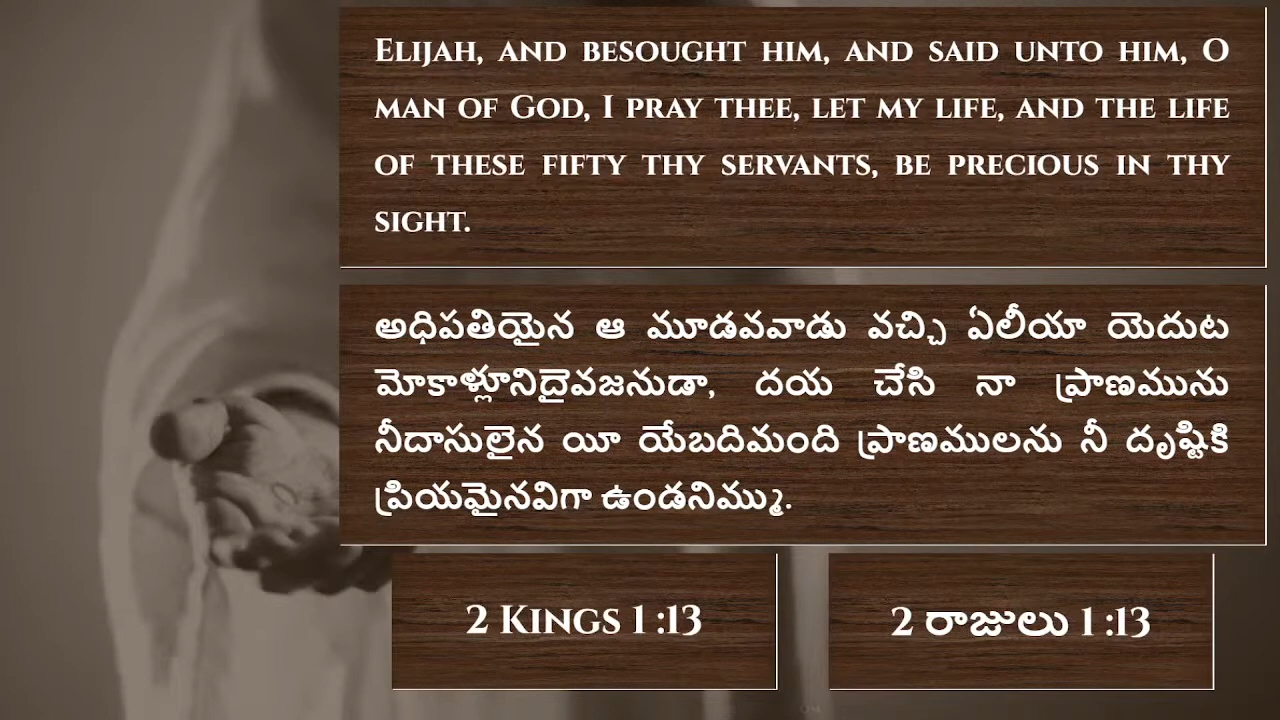 Elijah, and besought him, and said unto him, O
man of God, I pray thee, let my life, and the life
of these fifty thy servants, be precious in thy
sight.
అధిపతియైన ఆ మూడవవాడు వచ్చి ఏలీయా యెదుట
మోకాళ్లూనిదైవజనుడా, దయ చేసి నా ప్రాణమును
నీదాసులైన యీ యేబదిమంది ప్రాణములను నీ దృష్టికి
ప్రియమైనవిగా ఉండనిమ్ము.
2 Kings 1 :13
2 రాజులు 1 :13